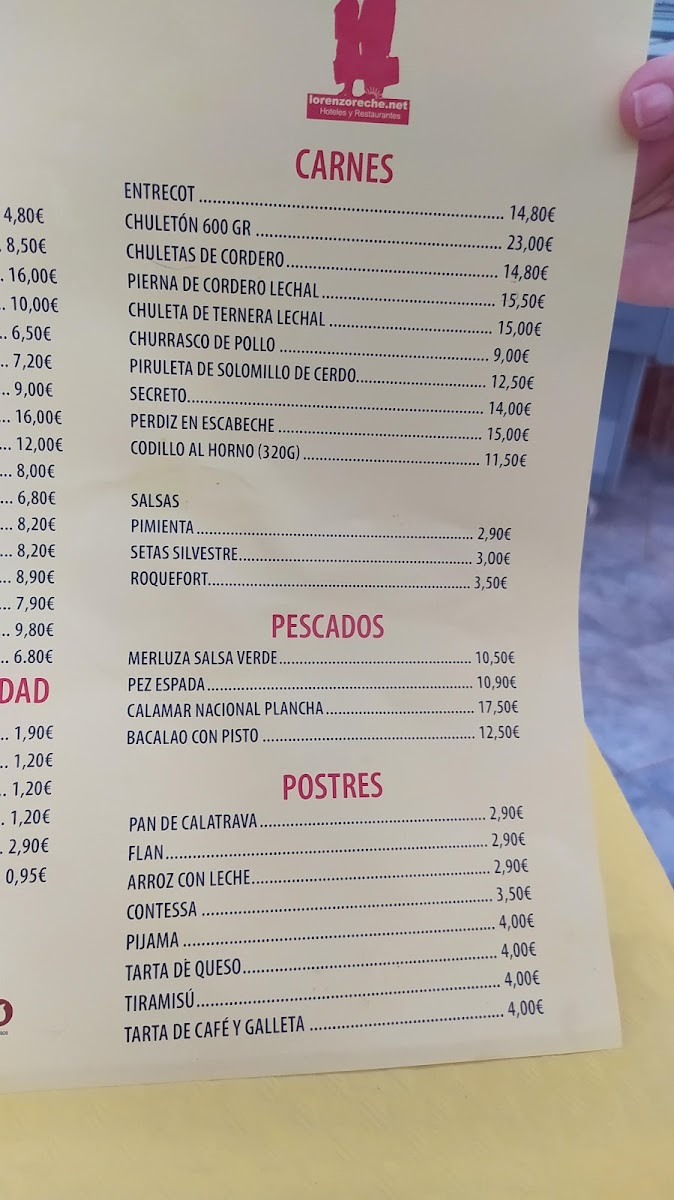 lorenzoreche.net
Hoteles y Restaurantes
4,80€
. 8,50€
. 16,00€
.. 10,00€
.. 6,50€
.. 7,20€
... 9,00€
... 16,00€
... 12,00€
... 8,00€
... 6,80€
... 8,20€
... 8,20€
... 8,90€
... 7,90€
.. 9,80€
.. 6.80€
DAD
.. 1,90€
.. 1,20€
.. 1,20€
. 1,20€
. 2,90€
0,95€
CARNES
ENTRECOT ........ 14,80€
CHULETÓN 600 GR ........ 23,00€
CHULETAS DE CORDERO ........ 14,80€
PIERNA DE CORDERO LECHAL ........ 15,50€
CHULETA DE TERNERA LECHAL ........ 15,00€
CHURRASCO DE POLLO ........ 9,00€
PIRULETA DE SOLOMILLO DE CERDO ........ 12,50€
SECRETO ........ 14,00€
PERDIZ EN ESCABECHE ........ 15,00€
CODILLO AL HORNO (320G) ........ 11,50€
SALSAS
PIMIENTA ........ 2,90€
SETAS SILVESTRE ........ 3,00€
ROQUEFORT ........ 3,50€
PESCADOS
MERLUZA SALSA VERDE ........ 10,50€
PEZ ESPADA ........ 10,90€
CALAMAR NACIONAL PLANCHA ........ 17,50€
BACALAO CON PISTO ........ 12,50€
POSTRES
PAN DE CALATRAVA ........ 2,90€
FLAN ........ 2,90€
ARROZ CON LECHE ........ 2,90€
CONTESSA ........ 3,50€
PIJAMA ........ 4,00€
TARTA DE QUESO ........ 4,00€
TIRAMISÚ ........ 4,00€
TARTA DE CAFÉ Y GALLETA ........ 4,00€